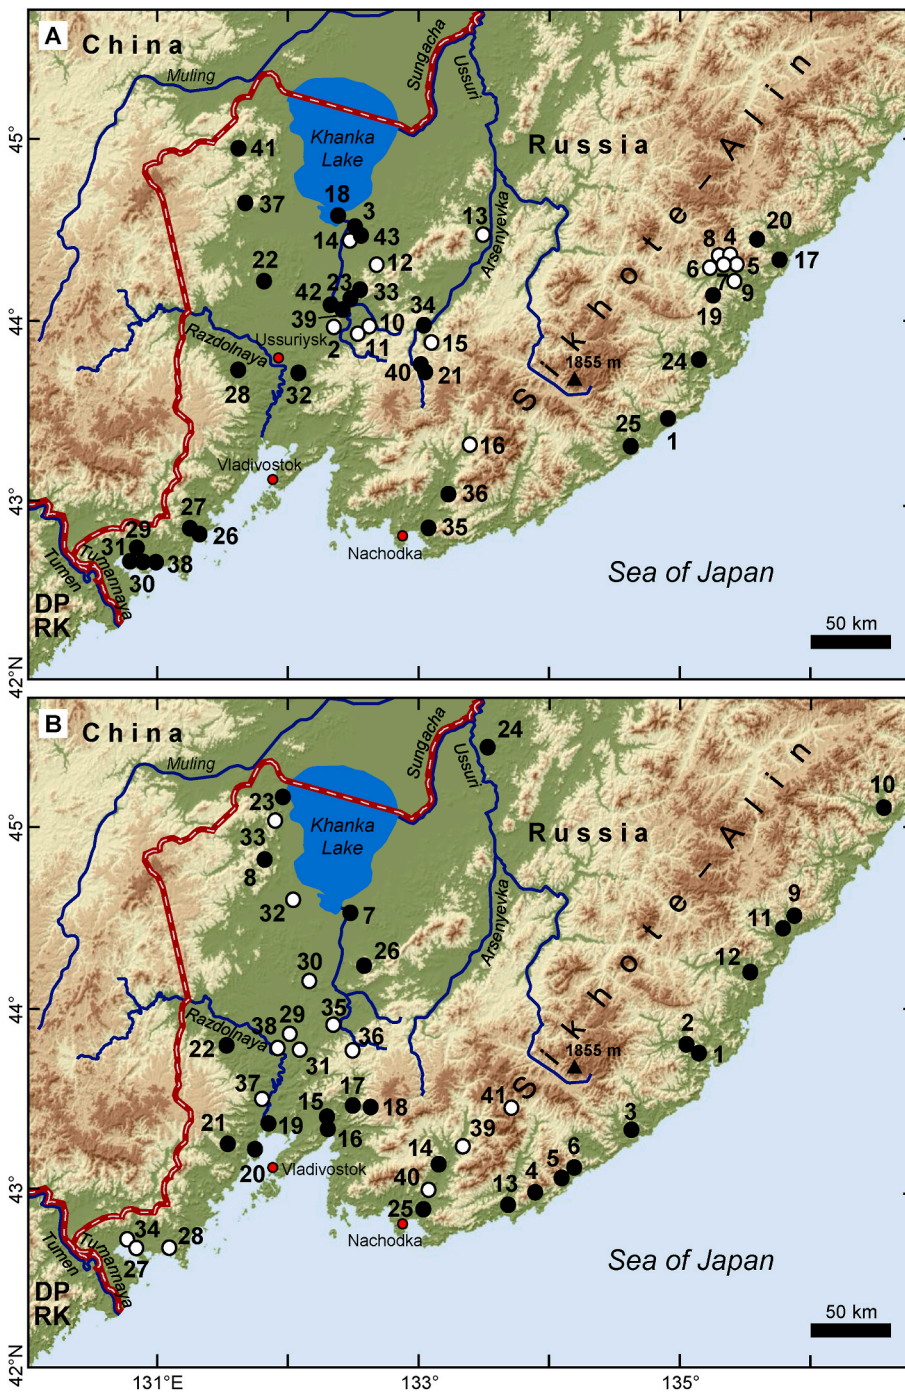 A
China
Muling
Sungacha
Ussuri
Khanka
Lake
Russia
Sikhote-Alin
Arsenyevka
45°
41
37
18
3
14
43
13
12
22
23
33
42
39
2
10
11
34
15
40
21
8
4
6
7
5
9
20
17
19
24
44°
Razdolnaya
Ussuriysk
28
32
1855 m
25
1
16
36
35
Vladivostok
43°
27
26
29
31
30
38
Nachodka
Tumen
Tumannaya
DP
RK
Sea of Japan
50 km
42°N
B
China
Muling
Sungacha
Ussuri
24
Khanka
Lake
Russia
Sikhote-Alin
Arsenyevka
10
45°
23
33
8
32
7
26
30
9
11
12
44°
Razdolnaya
38
29
35
36
31
22
1855 m
2
1
37
15
17
18
41
3
21
19
16
39
20
Vladivostok
14
40
25
13
4
5
6
43°
Nachodka
34
27
28
Tumen
Tumannaya
DP
RK
Sea of Japan
50 km
42°N
131°E
133°
135°